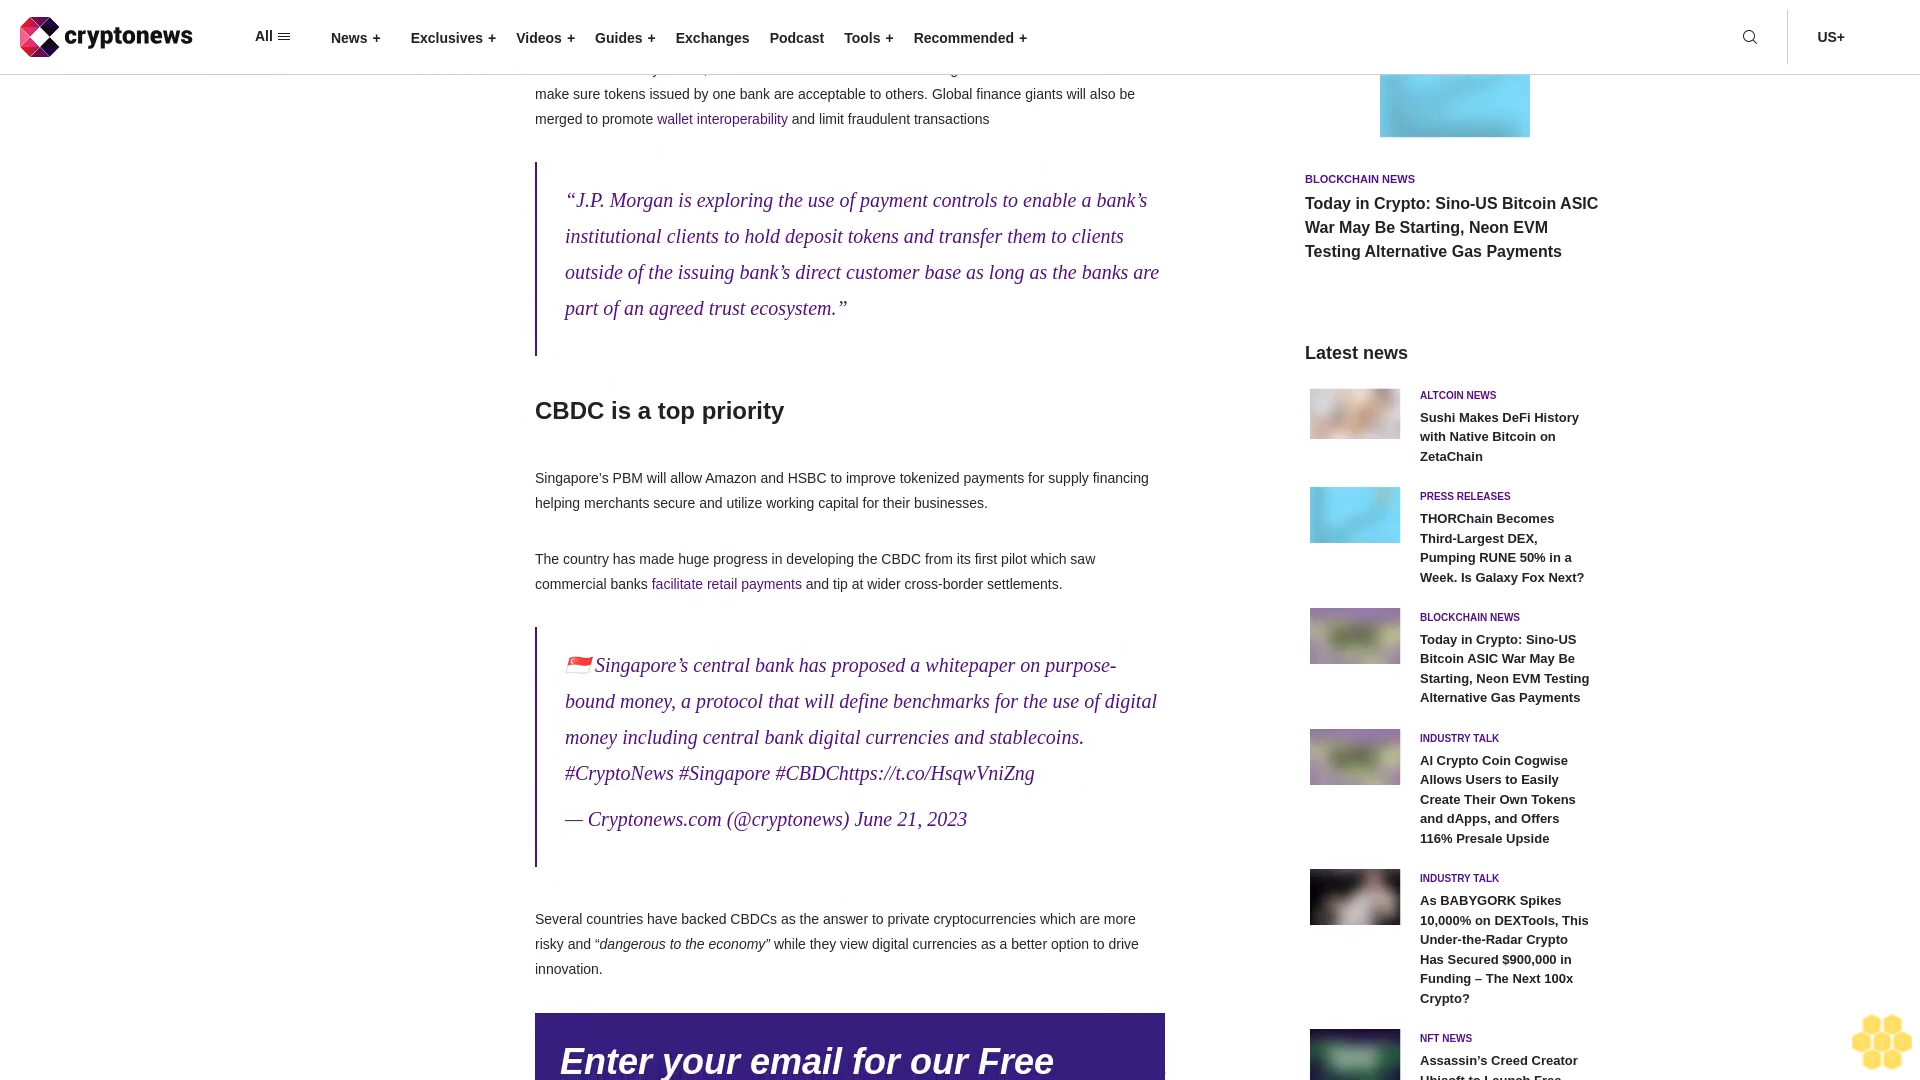 cryptonews
All
News +
Exclusives +
Videos +
Guides +
Exchanges
Podcast
Tools +
Recommended +
US+
make sure tokens issued by one bank are acceptable to others. Global finance giants will also be
merged to promote wallet interoperability and limit fraudulent transactions
“J.P. Morgan is exploring the use of payment controls to enable a bank’s
institutional clients to hold deposit tokens and transfer them to clients
outside of the issuing bank’s direct customer base as long as the banks are
part of an agreed trust ecosystem.”
CBDC is a top priority
Singapore’s PBM will allow Amazon and HSBC to improve tokenized payments for supply financing
helping merchants secure and utilize working capital for their businesses.
The country has made huge progress in developing the CBDC from its first pilot which saw
commercial banks facilitate retail payments and tip at wider cross-border settlements.
🇸🇬Singapore’s central bank has proposed a whitepaper on purpose-
bound money, a protocol that will define benchmarks for the use of digital
money including central bank digital currencies and stablecoins.
#CryptoNews #Singapore #CBDChttps://t.co/HsqwVniZng
— Cryptonews.com (@cryptonews) June 21, 2023
Several countries have backed CBDCs as the answer to private cryptocurrencies which are more
risky and “dangerous to the economy” while they view digital currencies as a better option to drive
innovation.
Enter your email for our Free
BLOCKCHAIN NEWS
Today in Crypto: Sino-US Bitcoin ASIC
War May Be Starting, Neon EVM
Testing Alternative Gas Payments
Latest news
ALTCOIN NEWS
Sushi Makes DeFi History
with Native Bitcoin on
ZetaChain
PRESS RELEASES
THORChain Becomes
Third-Largest DEX,
Pumping RUNE 50% in a
Week. Is Galaxy Fox Next?
BLOCKCHAIN NEWS
Today in Crypto: Sino-US
Bitcoin ASIC War May Be
Starting, Neon EVM Testing
Alternative Gas Payments
INDUSTRY TALK
AI Crypto Coin Cogwise
Allows Users to Easily
Create Their Own Tokens
and dApps, and Offers
116% Presale Upside
INDUSTRY TALK
As BABYGORK Spikes
10,000% on DEXTools, This
Under-the-Radar Crypto
Has Secured $900,000 in
Funding – The Next 100x
Crypto?
NFT NEWS
Assassin’s Creed Creator
Ubisoft to Launch Free